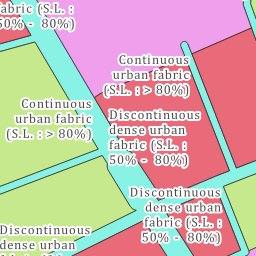 fabric (S.L. :
50% - 80%)
Continuous
urban fabric
(S.L. : > 80%)
Continuous
urban fabric
(S.L. : > 80%)
Discontinuous
dense urban
fabric (S.L. :
50% - 80%)
Discontinuous
dense urban
fabric (S.L. :
50% - 80%)
Discontinuous
dense urban